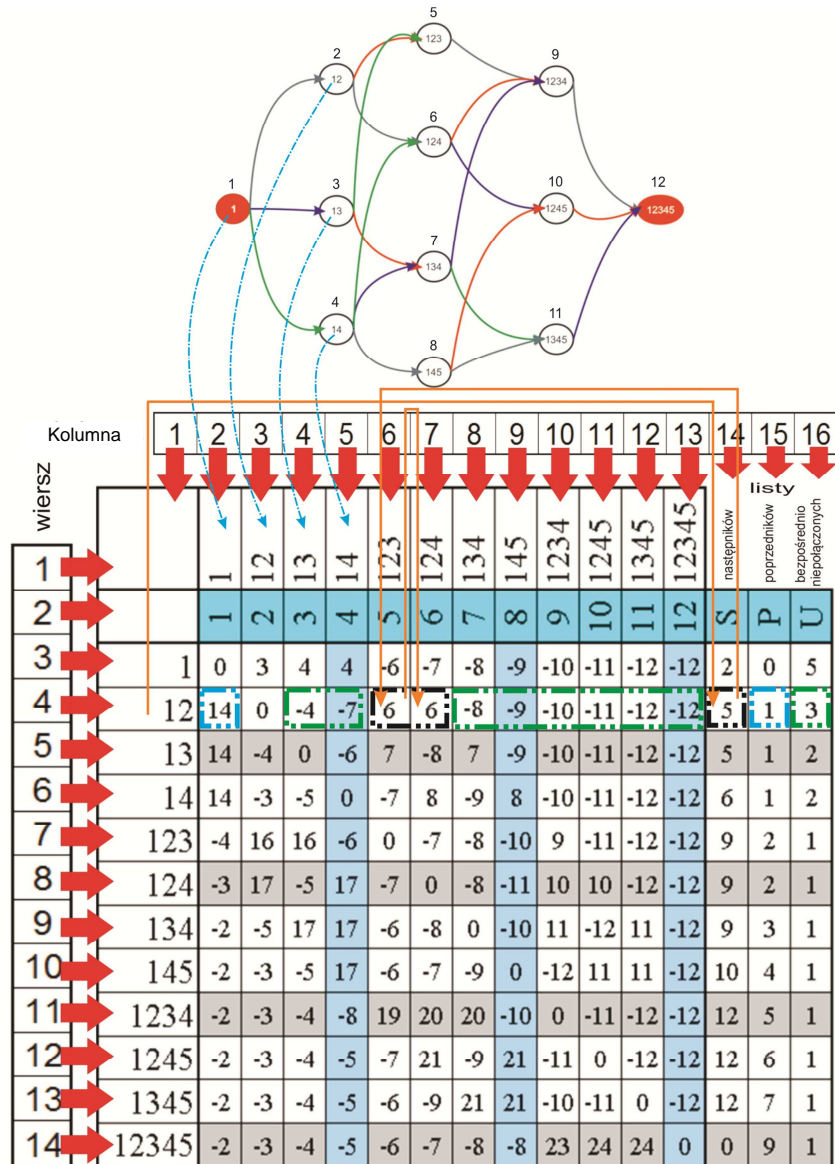 5
123
2
12
9
1234
6
124
1
1
3
13
10
1245
12
12345
7
134
4
14
11
1345
8
145
Kolumna 1 2 3 4 5 6 7 8 9 10 11 12 13 14 15 16
listy
wiersz
1 1 12 13 14 123 124 134 145 1234 1245 1345 12345 następników poprzedników bezpośrednio niepołączonych
2 1 2 3 4 5 6 7 8 9 10 11 12 S P U
3 1 0 3 4 4 -6 -7 -8 -9 -10 -11 -12 -12 2 0 5
4 12 14 0 -4 -7 6 6 -8 -9 -10 -11 -12 -12 5 1 3
5 13 14 -4 0 -6 7 -8 7 -9 -10 -11 -12 -12 5 1 2
6 14 14 -3 -5 0 -7 8 -9 8 -10 -11 -12 -12 6 1 2
7 123 -4 16 16 -6 0 -7 -8 -10 9 -11 -12 -12 9 2 1
8 124 -3 17 -5 17 -7 0 -8 -11 10 10 -12 -12 9 2 1
9 134 -2 -5 17 17 -6 -8 0 -10 11 -12 11 -12 9 3 1
10 145 -2 -3 -5 17 -6 -7 -9 0 -12 11 11 -12 10 4 1
11 1234 -2 -3 -4 -8 19 20 20 -10 0 -11 -12 -12 12 5 1
12 1245 -2 -3 -4 -5 -7 21 -9 21 -11 0 -12 -12 12 6 1
13 1345 -2 -3 -4 -5 -6 -9 21 21 -10 -11 0 -12 12 7 1
14 12345 -2 -3 -4 -5 -6 -7 -8 -8 23 24 24 0 0 9 1